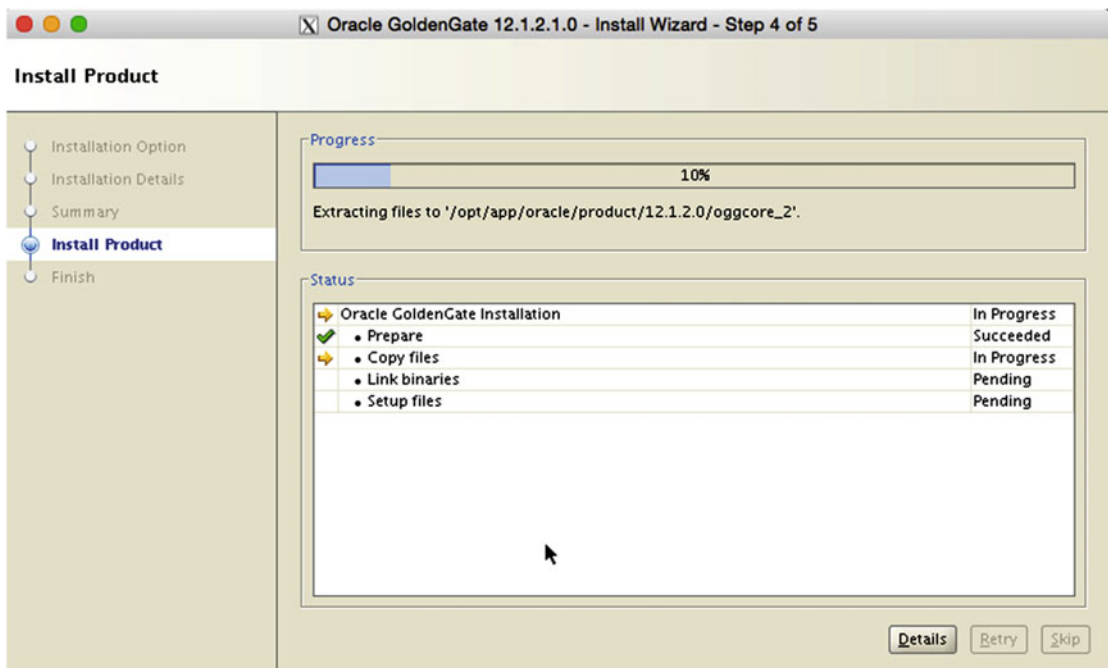 Oracle GoldenGate 12.1.2.1.0 - Install Wizard - Step 4 of 5
Install Product
Installation Option
Installation Details
Summary
Install Product
Finish
Progress
10%
Extracting files to '/opt/app/oracle/product/12.1.2.0/oggcore_2'.
Status
Oracle GoldenGate Installation In Progress
• Prepare Succeeded
• Copy files In Progress
• Link binaries Pending
• Setup files Pending
Details Retry Skip